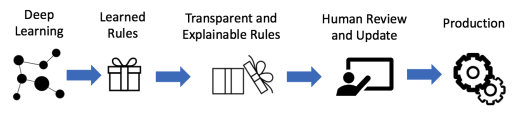 Deep
Learning
Learned
Rules
Transparent and
Explainable Rules
Human Review
and Update
Production